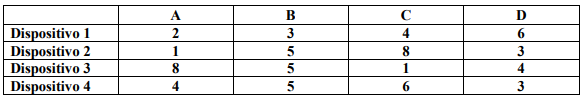 A B C D
Dispositivo 1 2 3 4 6
Dispositivo 2 1 5 8 3
Dispositivo 3 8 5 1 4
Dispositivo 4 4 5 6 3